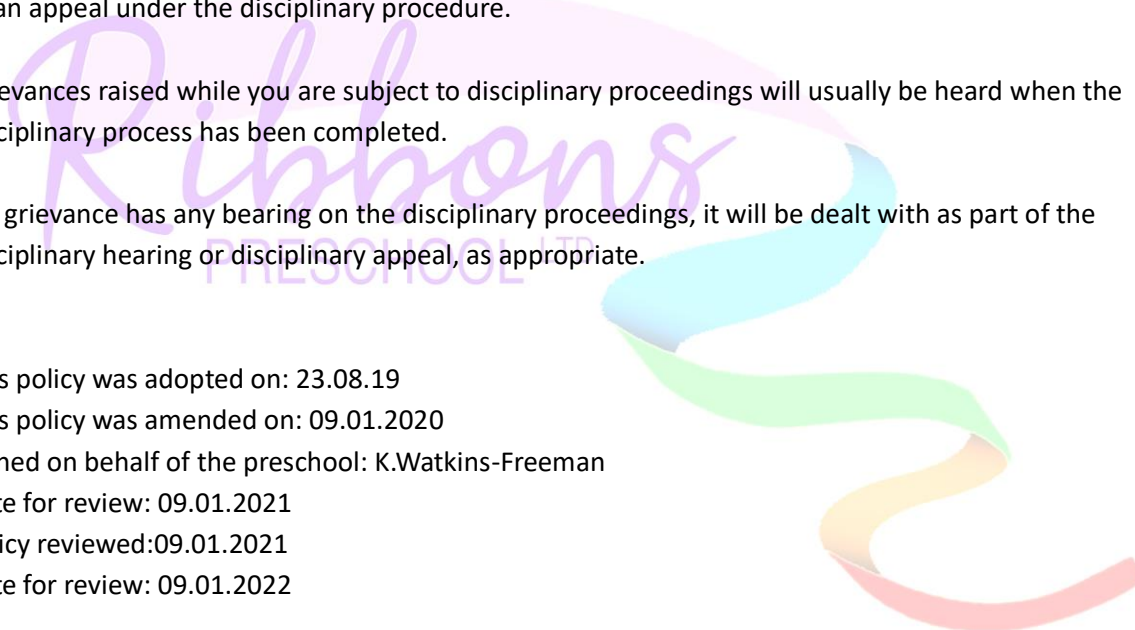 an appeal under the disciplinary procedure.
evances raised while you are subject to disciplinary proceedings will usually be heard when the
ciplinary process has been completed.
Ribbons
grievance has any bearing on the disciplinary proceedings, it will be dealt with as part of the
ciplinary hearing or disciplinary appeal, as appropriate.
PRESCHOOL LTD
s policy was adopted on: 23.08.19
s policy was amended on: 09.01.2020
ned on behalf of the preschool: K.Watkins-Freeman
te for review: 09.01.2021
icy reviewed:09.01.2021
te for review: 09.01.2022